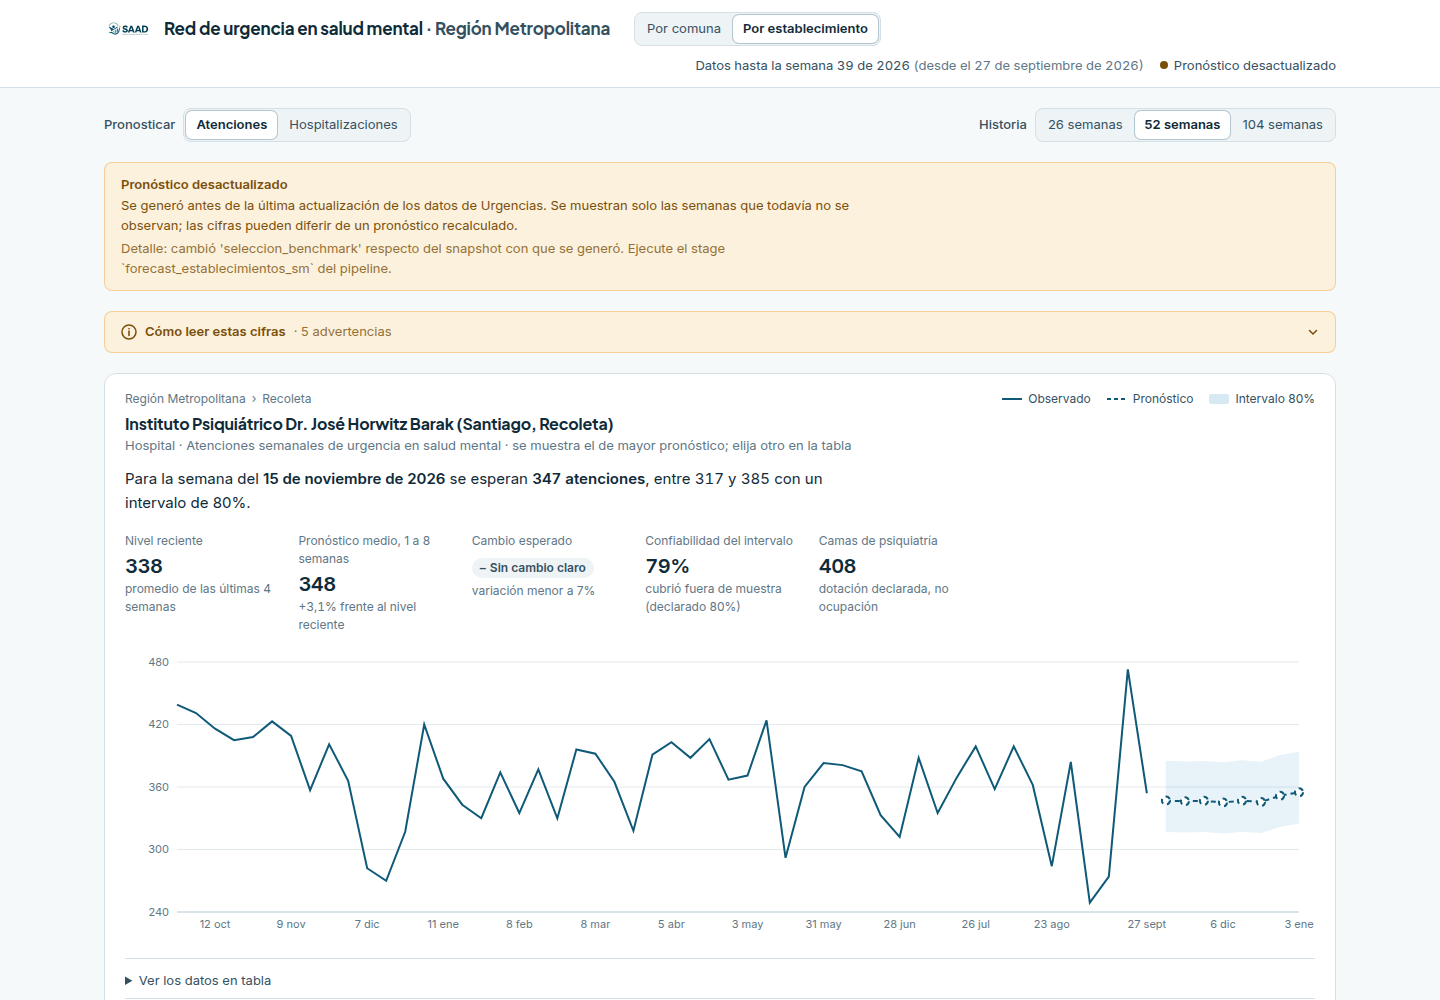 SAAD
Red de urgencia en salud mental · Región Metropolitana
Por comuna
Por establecimiento
Datos hasta la semana 39 de 2026 (desde el 27 de septiembre de 2026)
Pronóstico desactualizado
Pronosticar
Atenciones
Hospitalizaciones
Historia
26 semanas
52 semanas
104 semanas
Pronóstico desactualizado
Se generó antes de la última actualización de los datos de Urgencias. Se muestran solo las semanas que todavía no se
observan; las cifras pueden diferir de un pronóstico recalculado.
Detalle: cambió 'seleccion_benchmark' respecto del snapshot con que se generó. Ejecute el stage
`forecast_establecimientos_sm` del pipeline.
Cómo leer estas cifras · 5 advertencias
Región Metropolitana › Recoleta
Observado
Pronóstico
Intervalo 80%
Instituto Psiquiátrico Dr. José Horwitz Barak (Santiago, Recoleta)
Hospital · Atenciones semanales de urgencia en salud mental · se muestra el de mayor pronóstico; elija otro en la tabla
Para la semana del 15 de noviembre de 2026 se esperan 347 atenciones, entre 317 y 385 con un
intervalo de 80%.
Nivel reciente
338
promedio de las últimas 4
semanas
Pronóstico medio, 1 a 8
semanas
348
+3,1% frente al nivel
reciente
Cambio esperado
– Sin cambio claro
variación menor a 7%
Confiabilidad del intervalo
79%
cubrió fuera de muestra
(declarado 80%)
Camas de psiquiatría
408
dotación declarada, no
ocupación
480
420
360
300
240
12 oct
9 nov
7 dic
11 ene
8 feb
8 mar
5 abr
3 may
31 may
28 jun
26 jul
23 ago
27 sept
6 dic
3 ene
Ver los datos en tabla